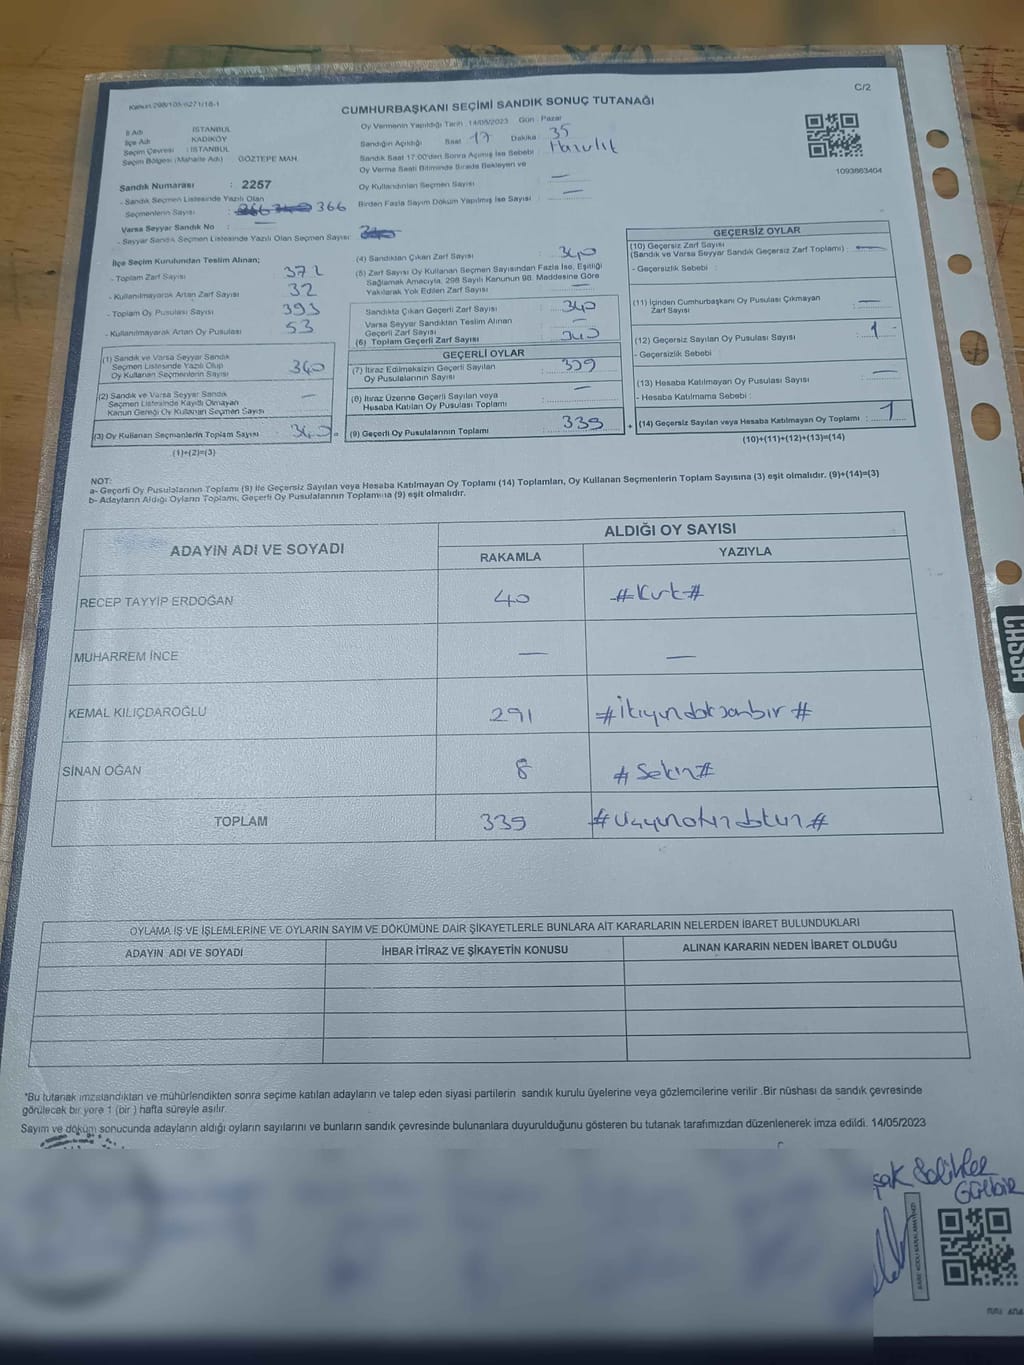 Kanun:298/105/6271/18-1
C/2
CUMHURBAŞKANI SEÇİMİ SANDIK SONUÇ TUTANAĞI
İl Adı : İSTANBUL
İlçe Adı : KADIKÖY
Seçim Çevresi : İSTANBUL
Seçim Bölgesi (Mahalle Adı) : GÖZTEPE MAH.
Oy Vermenin Yapıldığı Tarih : 14/05/2023 Gün : Pazar
Sandığın Açıldığı Saat 17 Dakika : 35
Sandık Saat 17:00'den Sonra Açılmış İse Sebebi : Hazırlık
Oy Verme Saati Bitiminde Sırada Bekleyen ve
Oy Kullandırılan Seçmen Sayısı —
Birden Fazla Sayım Döküm Yapılmış İse Sayısı —
1093863404
Sandık Numarası : 2257
- Sandık Seçmen Listesinde Yazılı Olan
Seçmenlerin Sayısı : 366
Varsa Seyyar Sandık No : —
- Sayyar Sandık Seçmen Listesinde Yazılı Olan Seçmen Sayısı:
İlçe Seçim Kurulundan Teslim Alınan;
- Toplam Zarf Sayısı 372
- Kullanılmayarak Artan Zarf Sayısı 32
- Toplam Oy Pusulası Sayısı 393
- Kullanılmayarak Artan Oy Pusulası 53
(1) Sandık ve Varsa Seyyar Sandık
Seçmen Listesinde Yazılı Olup
Oy Kullanan Seçmenlerin Sayısı 340
(2) Sandık ve Varsa Seyyar Sandık
Seçmen Listesinde Kayıtlı Olmayan
Kanun Gereği Oy Kullanan Seçmen Sayısı —
(3) Oy Kullanan Seçmenlerin Toplam Sayısı 340 =
(1)+(2)=(3)
(4) Sandıktan Çıkan Zarf Sayısı 340
(5) Zarf Sayısı Oy Kullanan Seçmen Sayısından Fazla İse, Eşitliği
Sağlamak Amacıyla, 298 Sayılı Kanunun 98. Maddesine Göre
Yakılarak Yok Edilen Zarf Sayısı —
Sandıkta Çıkan Geçerli Zarf Sayısı 340
Varsa Seyyar Sandıktan Teslim Alınan
Geçerli Zarf Sayısı —
(6) Toplam Geçerli Zarf Sayısı 340
GEÇERLİ OYLAR
(7) İtiraz Edilmeksizin Geçerli Sayılan
Oy Pusulalarının Sayısı 339
(8) İtiraz Üzerine Geçerli Sayılan veya
Hesaba Katılan Oy Pusulası Toplamı —
(9) Geçerli Oy Pusulalarının Toplamı 339 +
GEÇERSİZ OYLAR
(10) Geçersiz Zarf Sayısı
(Sandık ve Varsa Seyyar Sandık Geçersiz Zarf Toplamı) —
- Geçersizlik Sebebi :
(11) İçinden Cumhurbaşkanı Oy Pusulası Çıkmayan
Zarf Sayısı —
(12) Geçersiz Sayılan Oy Pusulası Sayısı 1
- Geçersizlik Sebebi :
(13) Hesaba Katılmayan Oy Pusulası Sayısı —
- Hesaba Katılmama Sebebi :
(14) Geçersiz Sayılan veya Hesaba Katılmayan Oy Toplamı : 1
(10)+(11)+(12)+(13)=(14)
NOT:
a- Geçerli Oy Pusulalarının Toplamı (9) ile Geçersiz Sayılan veya Hesaba Katılmayan Oy Toplamı (14) Toplamları, Oy Kullanan Seçmenlerin Toplam Sayısına (3) eşit olmalıdır. (9)+(14)=(3)
b- Adayların Aldığı Oyların Toplamı, Geçerli Oy Pusulalarının Toplamına (9) eşit olmalıdır.
ADAYIN ADI VE SOYADI ALDIĞI OY SAYISI
RAKAMLA YAZIYLA
RECEP TAYYİP ERDOĞAN 40 #Kırk#
MUHARREM İNCE — —
KEMAL KILIÇDAROĞLU 291 #ikiyüzdoksanbir#
SİNAN OĞAN 8 #Sekiz#
TOPLAM 339 #üçyüzotuzdokuz#
OYLAMA İŞ VE İŞLEMLERİNE VE OYLARIN SAYIM VE DÖKÜMÜNE DAİR ŞİKAYETLERLE BUNLARA AİT KARARLARIN NELERDEN İBARET BULUNDUKLARI
ADAYIN ADI VE SOYADI İHBAR İTİRAZ VE ŞİKAYETİN KONUSU ALINAN KARARIN NEDEN İBARET OLDUĞU
*Bu tutanak imzalandıktan ve mühürlendikten sonra seçime katılan adayların ve talep eden siyasi partilerin sandık kurulu üyelerine veya gözlemcilerine verilir .Bir nüshası da sandık çevresinde
görülecek bir yere 1 (bir ) hafta süreyle asılır.
Sayım ve döküm sonucunda adayların aldığı oyların sayılarını ve bunların sandık çevresinde bulunanlara duyurulduğunu gösteren bu tutanak tarafımızdan düzenlenerek imza edildi. 14/05/2023